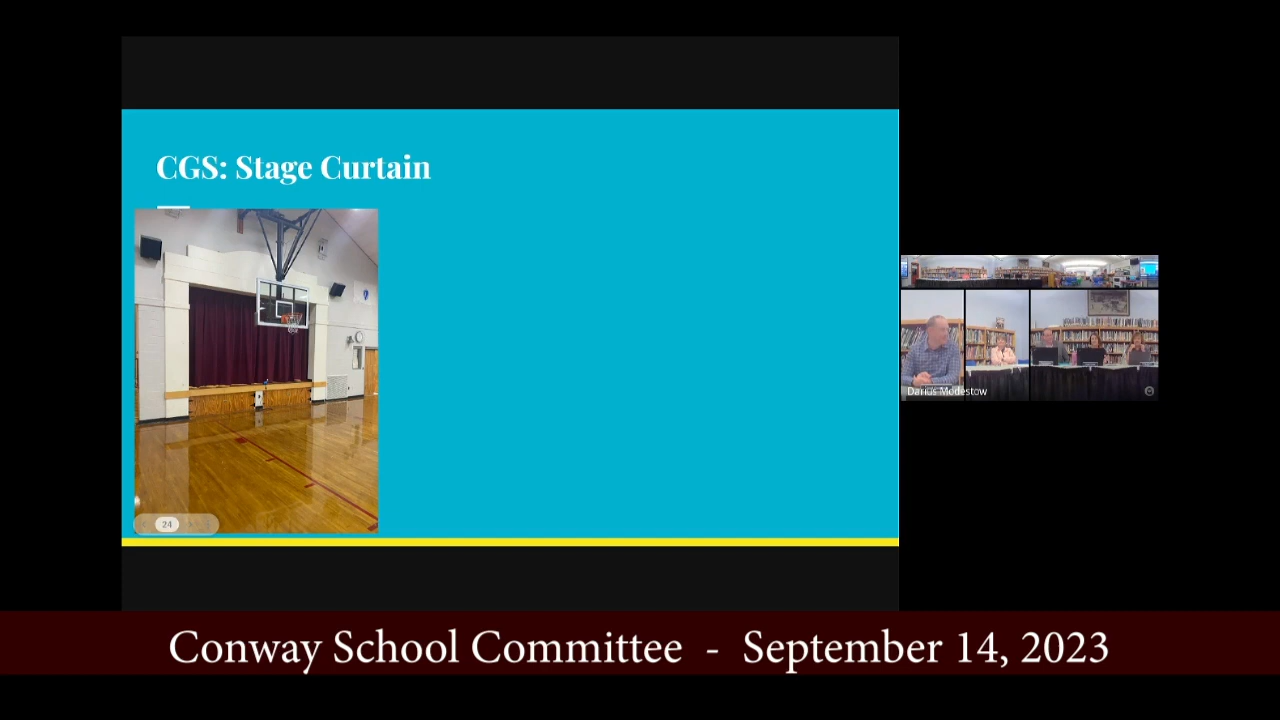 CGS: Stage Curtain
24
Darius Modestow
Conway School Committee - September 14, 2023